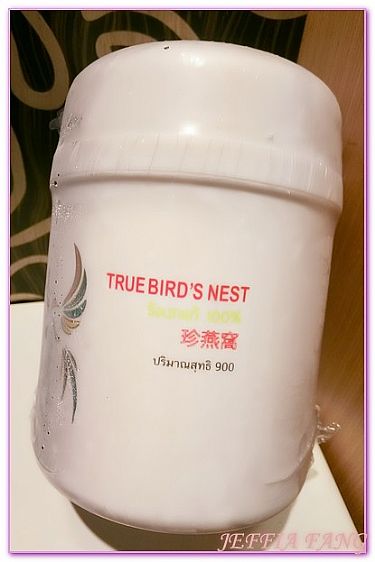 TRUE BIRD'S NEST
รังนกแท้ 100%
珍燕窩
ปริมาณสุทธิ 900
JEFFIA FANG